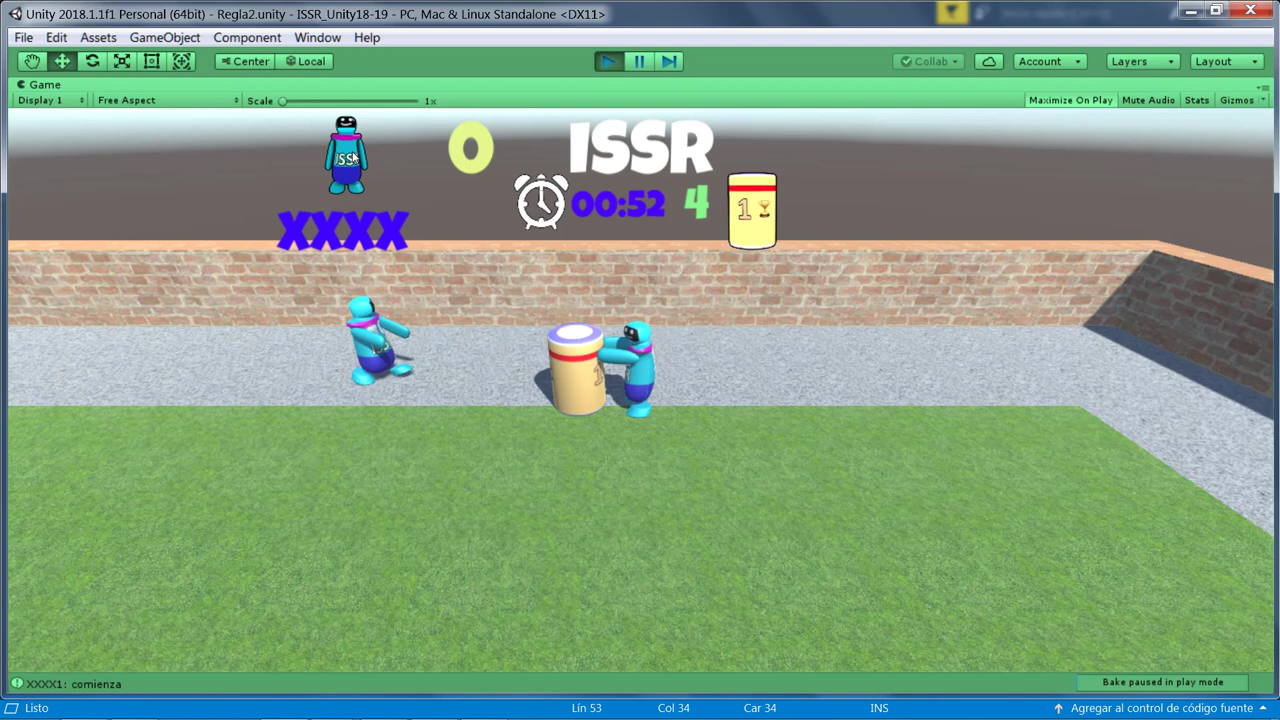 Unity 2018.1.1f1 Personal (64bit) - Regla2.unity - ISSR_Unity18-19 - PC, Mac & Linux Standalone <DX11>
File Edit Assets GameObject Component Window Help
Center Local Collab Account Layers Layout
Game
Display 1 Free Aspect Scale 1x Maximize On Play Mute Audio Stats Gizmos
ISSR
0 ISSR
00:52 4 1
XXXX
1
XXXX1: comienza
Bake paused in play mode
Listo Lín 53 Col 34 Car 34 INS Agregar al control de código fuente